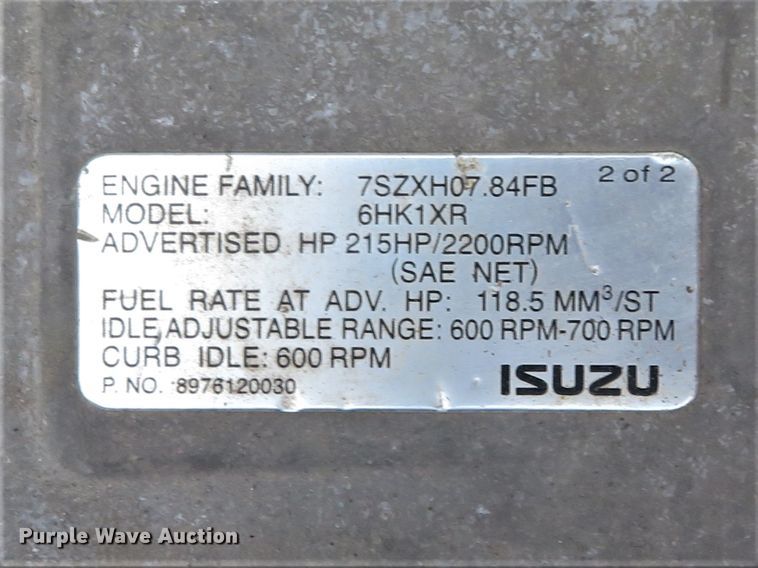 2 of 2
ENGINE FAMILY: 7SZXH07.84FB
MODEL: 6HK1XR
ADVERTISED HP 215HP/2200RPM
(SAE NET)
FUEL RATE AT ADV. HP: 118.5 MM³/ST
IDLE ADJUSTABLE RANGE: 600 RPM-700 RPM
CURB IDLE: 600 RPM
P. NO. 8976120030
ISUZU
Purple Wave Auction